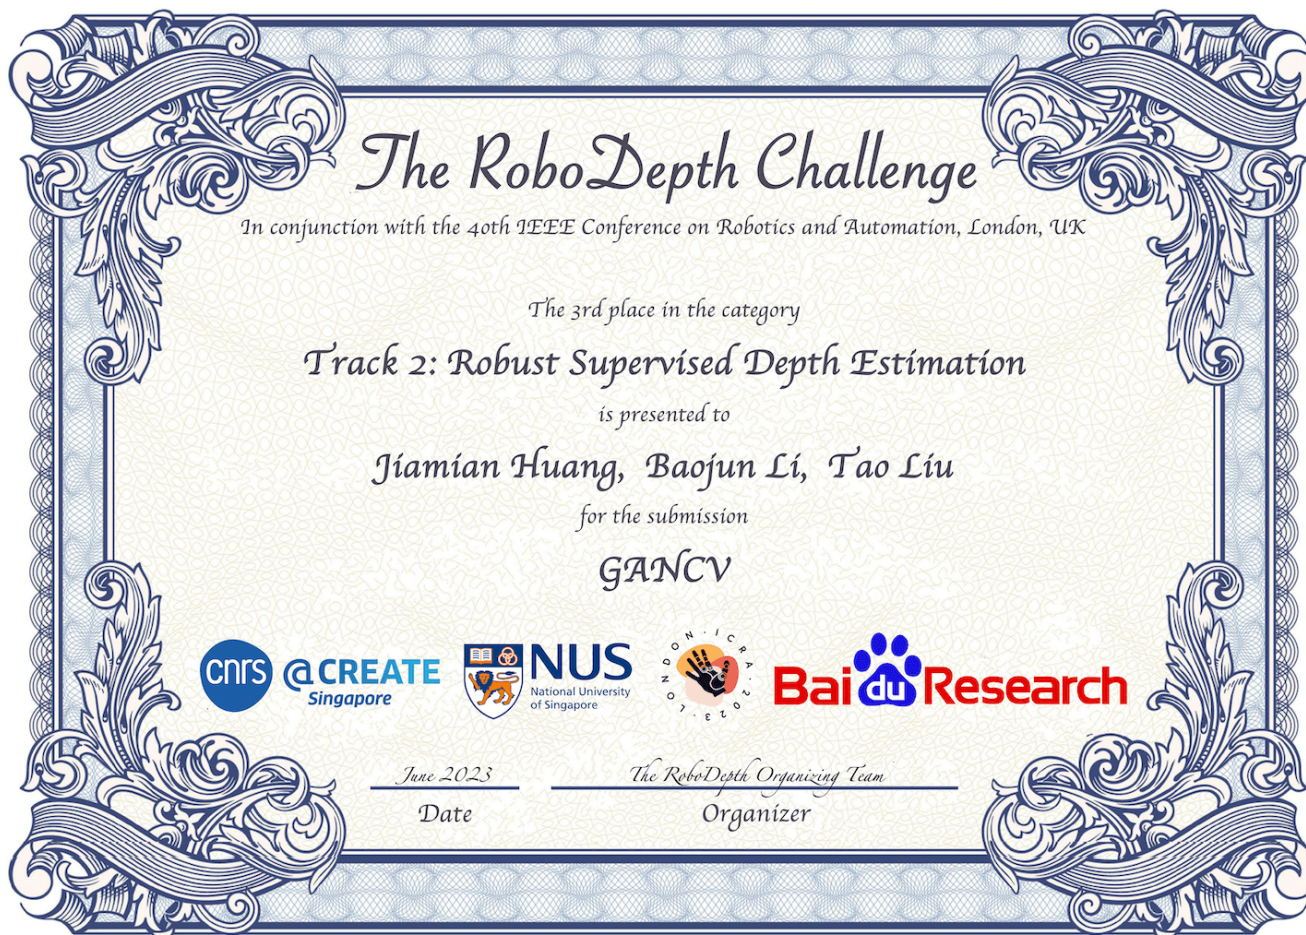 The RoboDepth Challenge
In conjunction with the 40th IEEE Conference on Robotics and Automation, London, UK
The 3rd place in the category
Track 2: Robust Supervised Depth Estimation
is presented to
Jiamian Huang, Baojun Li, Tao Liu
for the submission
GANCV
cnrs @CREATE
Singapore
NUS
National University
of Singapore
LONDON · ICRA · 2023 ·
Bai du Research
June 2023
The RoboDepth Organizing Team
Date
Organizer